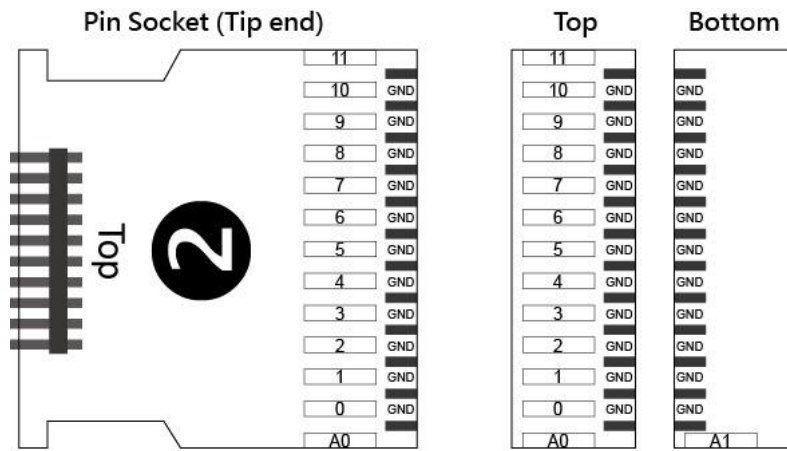 Pin Socket (Tip end)
Top
Bottom
11
11
10 GND
10 GND
GND
9 GND
9 GND
GND
8 GND
8 GND
GND
7 GND
7 GND
GND
6 GND
6 GND
GND
5 GND
5 GND
GND
4 GND
4 GND
GND
3 GND
3 GND
GND
2 GND
2 GND
GND
1 GND
1 GND
GND
0 GND
0 GND
GND
A0
A0
A1
Top
2